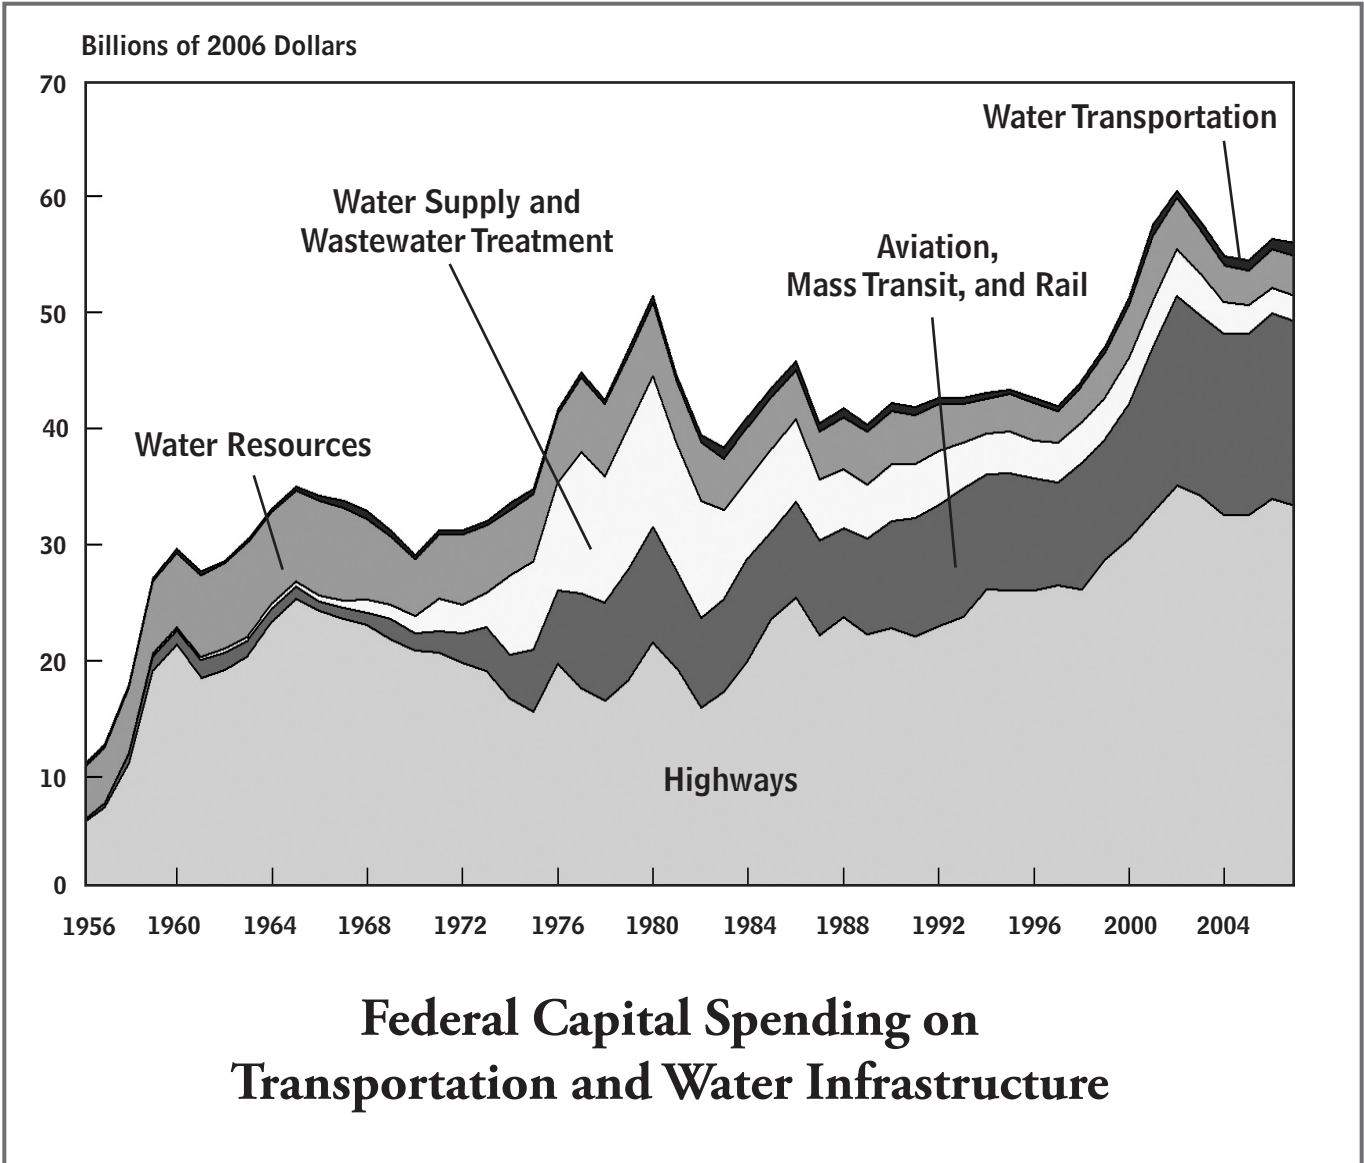 Billions of 2006 Dollars
70
60
50
40
30
20
10
0
Water Transportation
Water Supply and
Wastewater Treatment
Aviation,
Mass Transit, and Rail
Water Resources
Highways
1956 1960 1964 1968 1972 1976 1980 1984 1988 1992 1996 2000 2004
Federal Capital Spending on
Transportation and Water Infrastructure